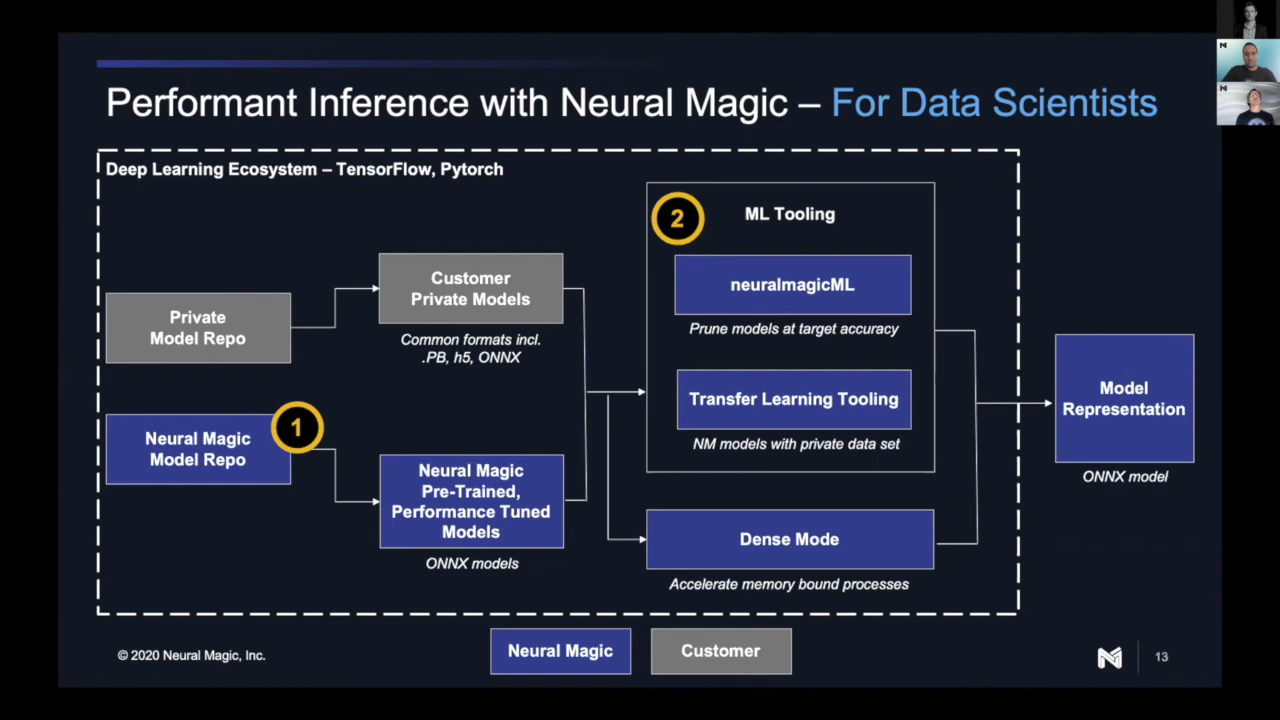 Performant Inference with Neural Magic – For Data Scientists
Deep Learning Ecosystem – TensorFlow, Pytorch
Private
Model Repo
Customer
Private Models
Common formats incl.
.PB, h5, ONNX
Neural Magic
Model Repo
1
Neural Magic
Pre-Trained,
Performance Tuned
Models
ONNX models
2
ML Tooling
neuralmagicML
Prune models at target accuracy
Transfer Learning Tooling
NM models with private data set
Dense Mode
Accelerate memory bound processes
Model
Representation
ONNX model
Neural Magic
Customer
© 2020 Neural Magic, Inc.
13